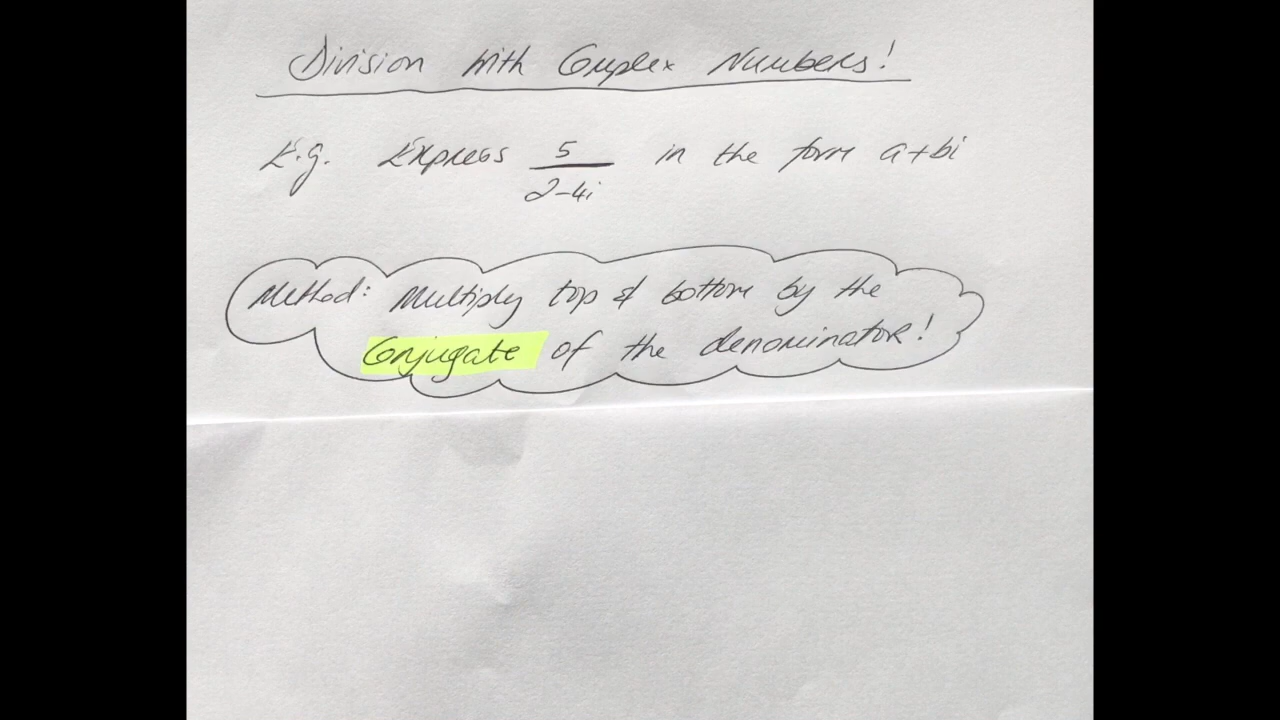 Division with Complex Numbers!
E.g. Express 5/2-4i in the form a+bi
Method: Multiply top & bottom by the
Conjugate of the denominator!